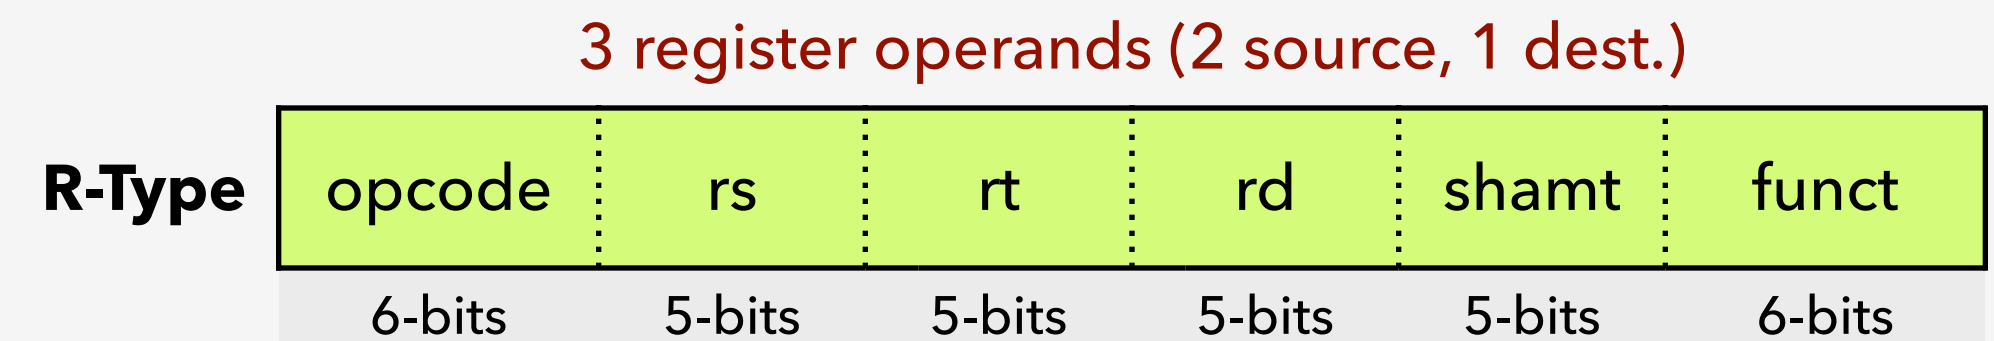 3 register operands (2 source, 1 dest.)
R-Type opcode rs rt rd shamt funct
6-bits 5-bits 5-bits 5-bits 5-bits 6-bits